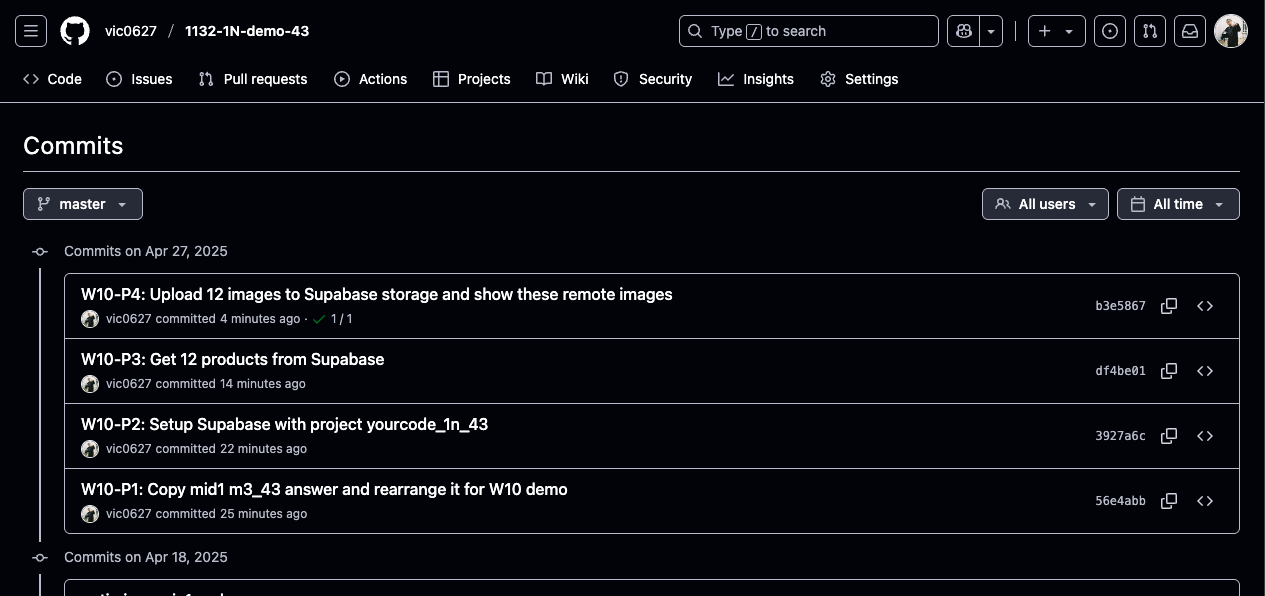 vic0627 / 1132-1N-demo-43
Type / to search
Code Issues Pull requests Actions Projects Wiki Security Insights Settings
Commits
master
All users All time
Commits on Apr 27, 2025
W10-P4: Upload 12 images to Supabase storage and show these remote images
vic0627 committed 4 minutes ago · 1 / 1
b3e5867
W10-P3: Get 12 products from Supabase
vic0627 committed 14 minutes ago
df4be01
W10-P2: Setup Supabase with project yourcode_1n_43
vic0627 committed 22 minutes ago
3927a6c
W10-P1: Copy mid1 m3_43 answer and rearrange it for W10 demo
vic0627 committed 25 minutes ago
56e4abb
Commits on Apr 18, 2025